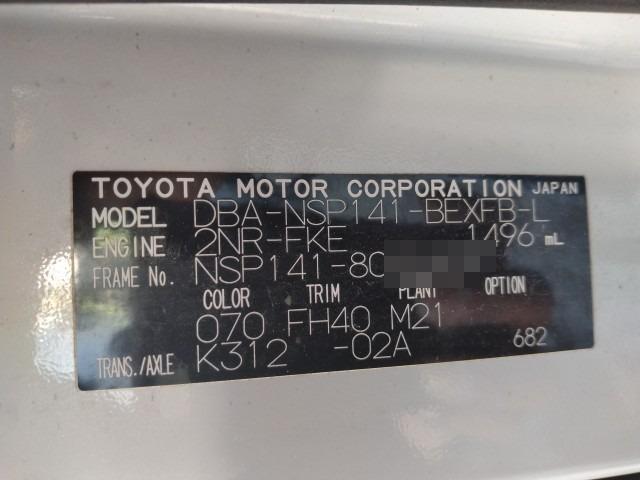 TOYOTA MOTOR CORPORATION JAPAN
MODEL DBA-NSP141-BEXFB-L
ENGINE 2NR-FKE 1496 mL
FRAME No. NSP141-80
COLOR TRIM PLANT OPTION
070 FH40 M21
TRANS./AXLE K312 -02A 682